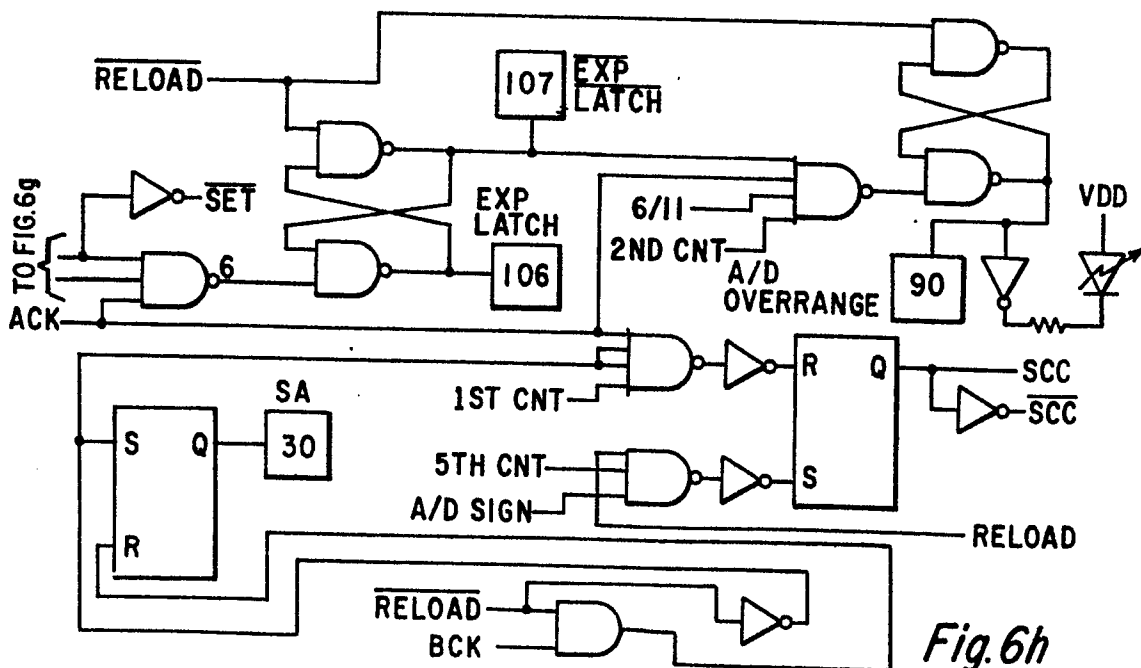 RELOAD
107
EXP
LATCH
TO FIG.6g
SET
EXP
LATCH
106
6
ACK
6/11
2ND CNT
A/D
OVERRANGE
90
VDD
1ST CNT
R
Q
SCC
SCC
SA
S
Q
30
R
5TH CNT
A/D SIGN
S
RELOAD
RELOAD
BCK
Fig.6h